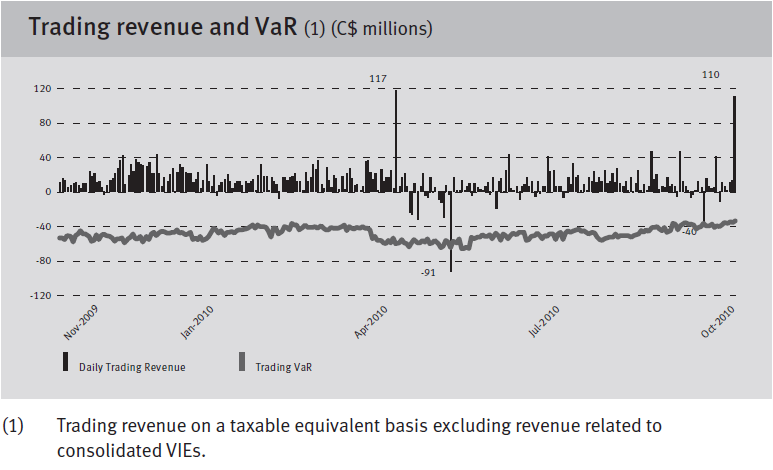 Trading revenue and VaR (1) (C$ millions)
117
110
120
80
40
0
-40
-40
-80
-91
-120
Nov-2009
Jan-2010
Apr-2010
Jul-2010
Oct-2010
Daily Trading Revenue
Trading VaR
(1) Trading revenue on a taxable equivalent basis excluding revenue related to
consolidated VIEs.